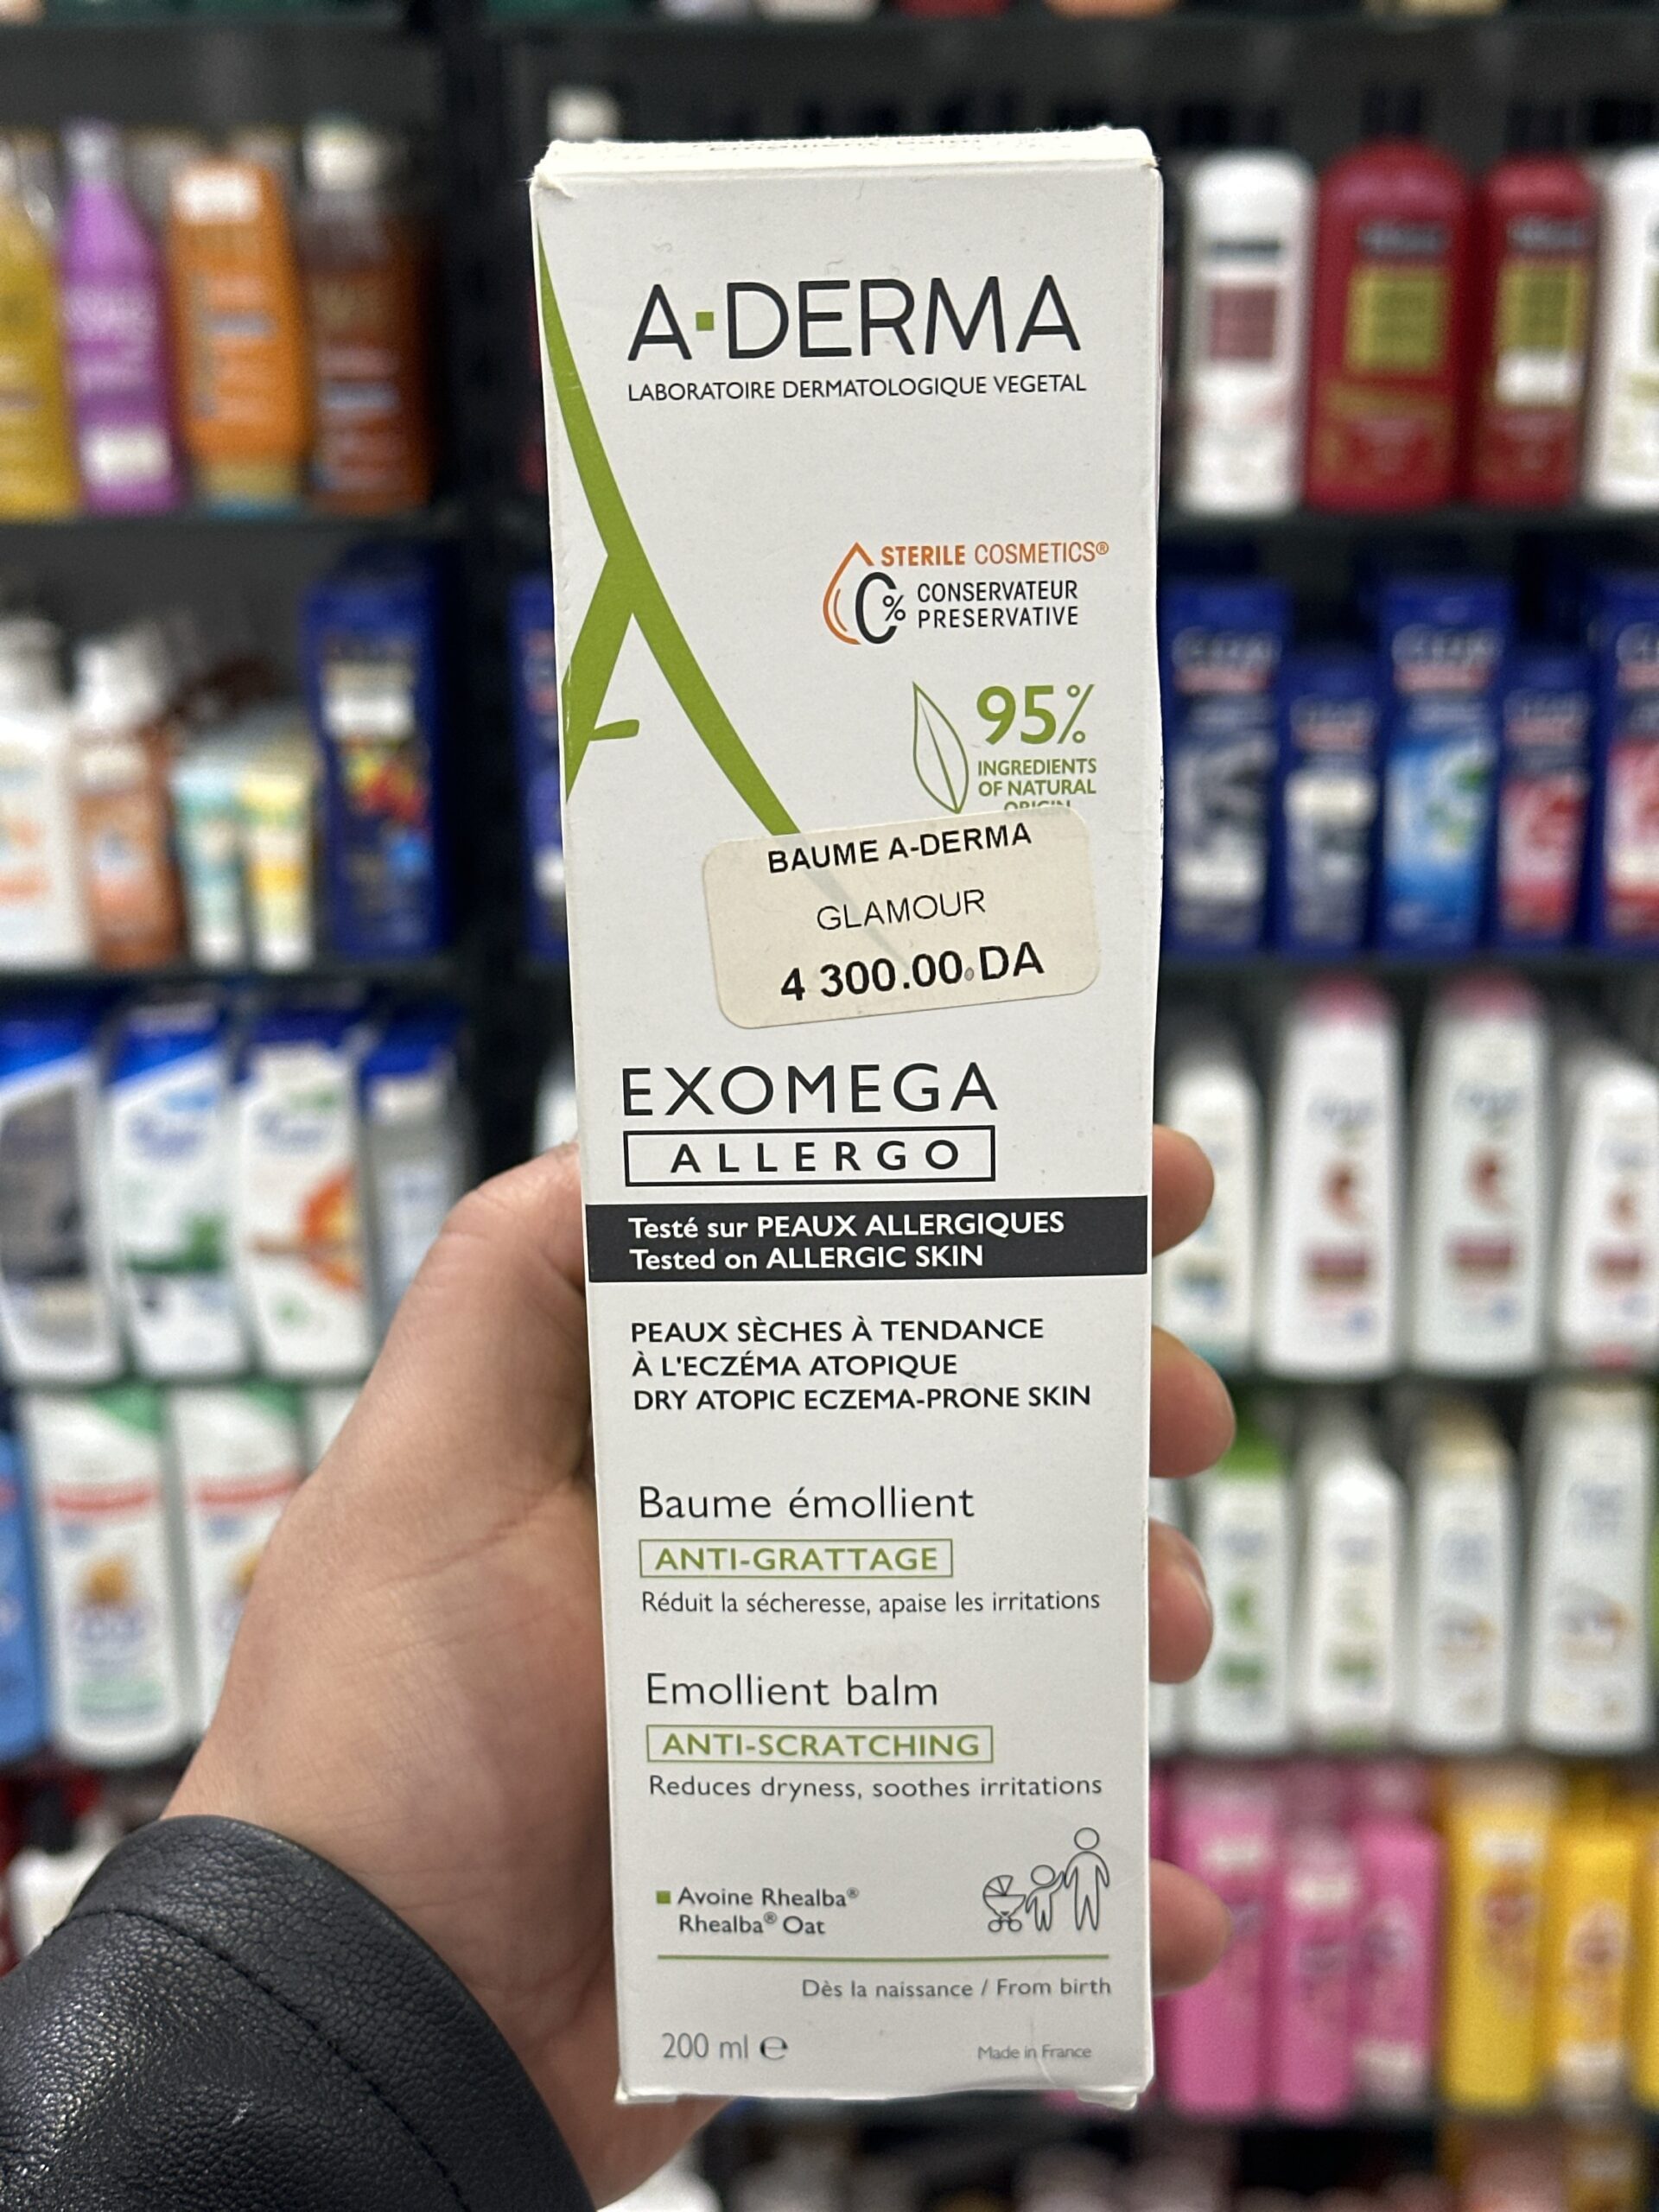 A-DERMA
LABORATOIRE DERMATOLOGIQUE VEGETAL
STERILE COSMETICS®
0% CONSERVATEUR
PRESERVATIVE
95%
INGREDIENTS
OF NATURAL
ORIGIN
BAUME A-DERMA
GLAMOUR
4 300.00 DA
EXOMEGA
ALLERGO
Testé sur PEAUX ALLERGIQUES
Tested on ALLERGIC SKIN
PEAUX SÈCHES À TENDANCE
À L'ECZÉMA ATOPIQUE
DRY ATOPIC ECZEMA-PRONE SKIN
Baume émollient
ANTI-GRATTAGE
Réduit la sécheresse, apaise les irritations
Emollient balm
ANTI-SCRATCHING
Reduces dryness, soothes irritations
Avoine Rhealba®
Rhealba® Oat
Dès la naissance / From birth
200 ml ℮
Made in France